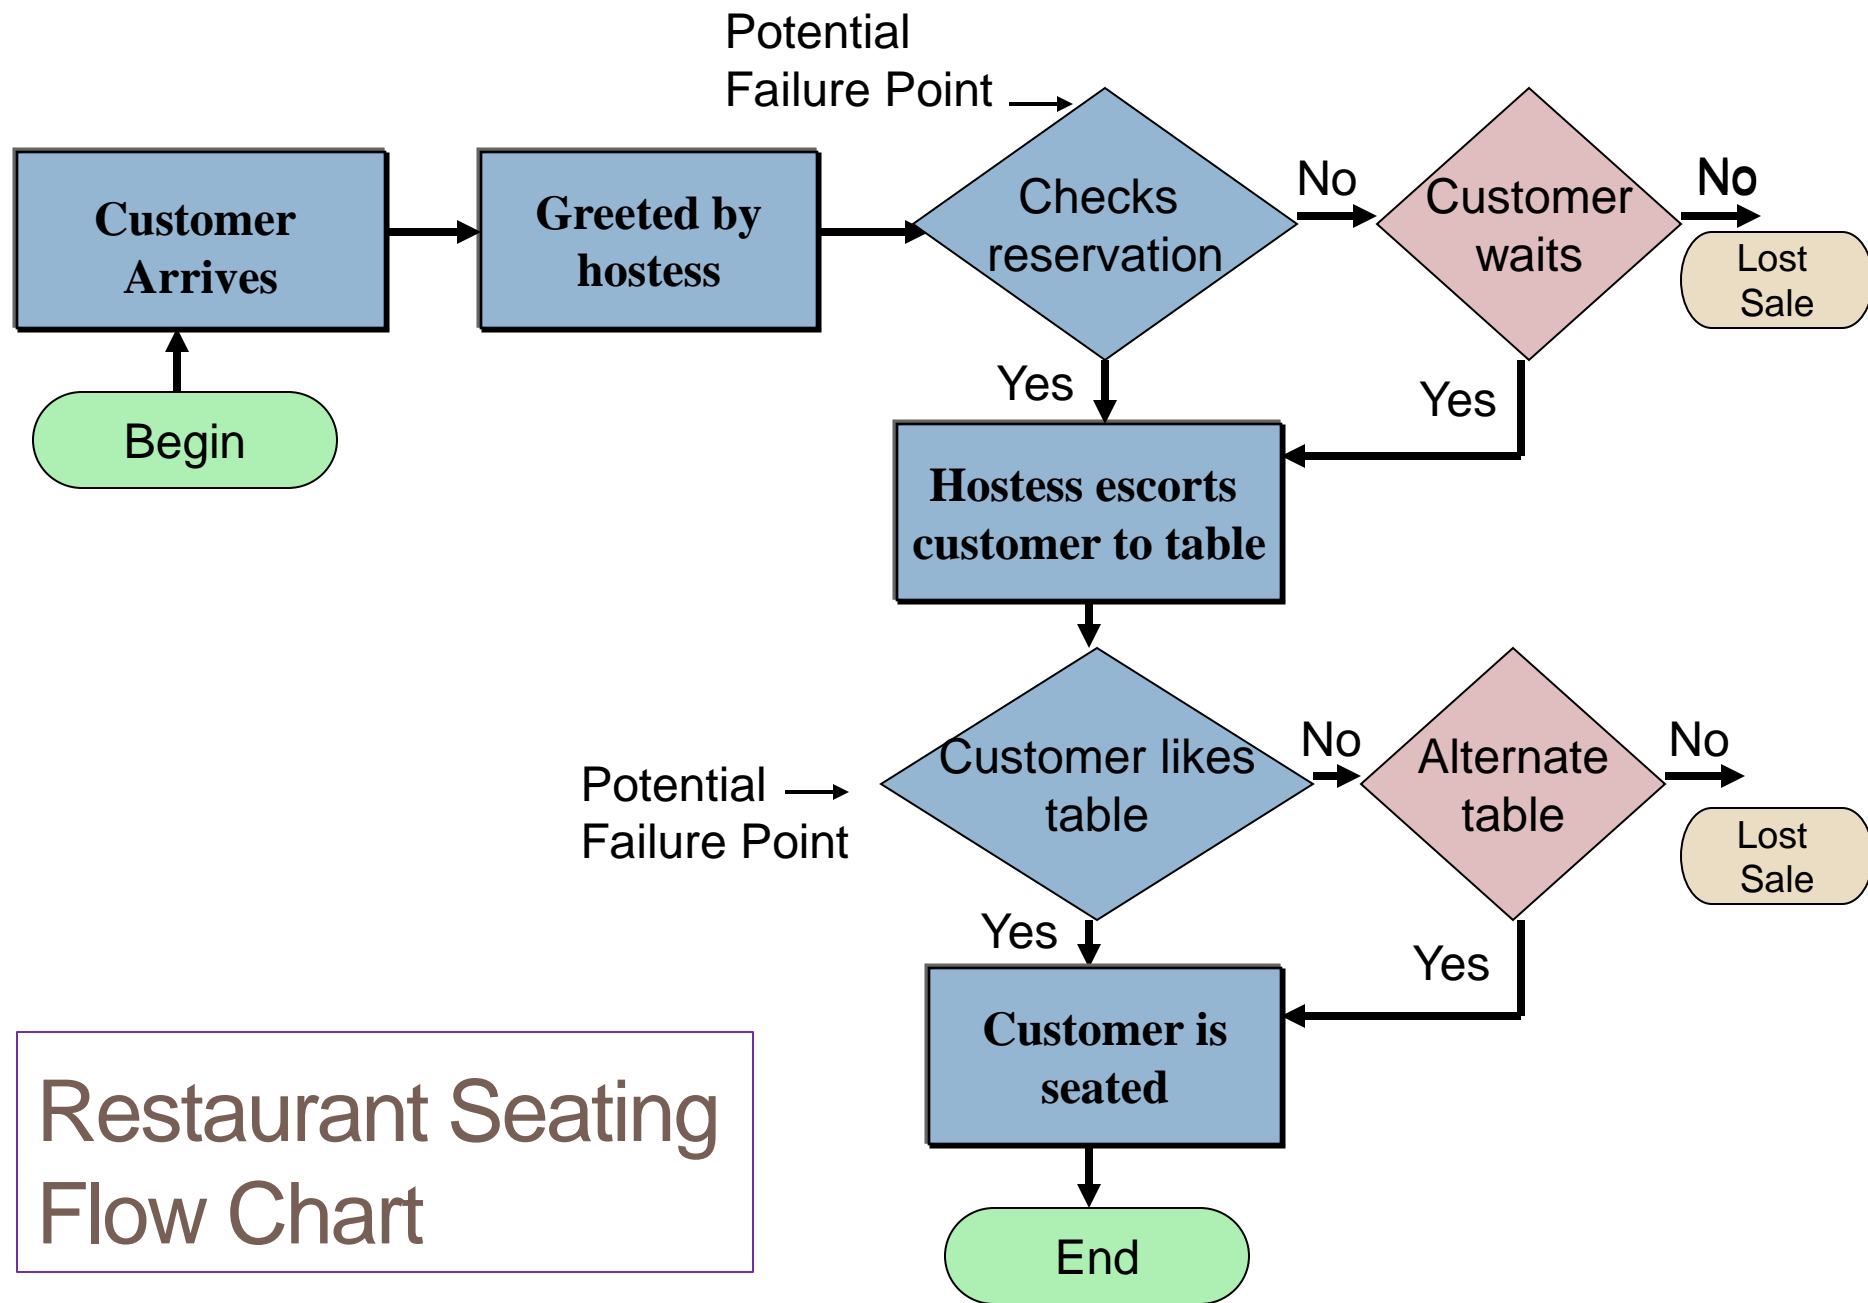 Potential
Failure Point
Customer
Arrives
Greeted by
hostess
Checks
reservation
No
Customer
waits
No
Lost
Sale
Begin
Yes
Yes
Hostess escorts
customer to table
Potential
Failure Point
Customer likes
table
No
Alternate
table
No
Lost
Sale
Yes
Yes
Customer is
seated
End
Restaurant Seating
Flow Chart